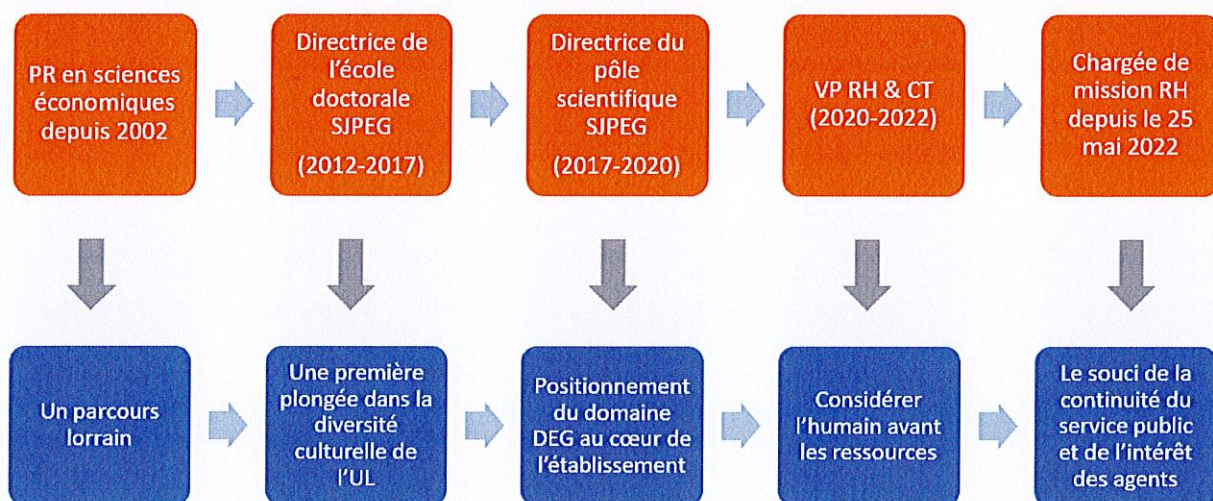 PR en sciences
économiques
depuis 2002
Directrice de
l'école
doctorale
SJPEG
(2012-2017)
Directrice du
pôle
scientifique
SJPEG
(2017-2020)
VP RH & CT
(2020-2022)
Chargée de
mission RH
depuis le 25
mai 2022
Un parcours
lorrain
Une première
plongée dans la
diversité
culturelle de
l'UL
Positionnement
du domaine
DEG au cœur de
l'établissement
Considérer
l'humain avant
les ressources
Le souci de la
continuité du
service public
et de l'intérêt
des agents